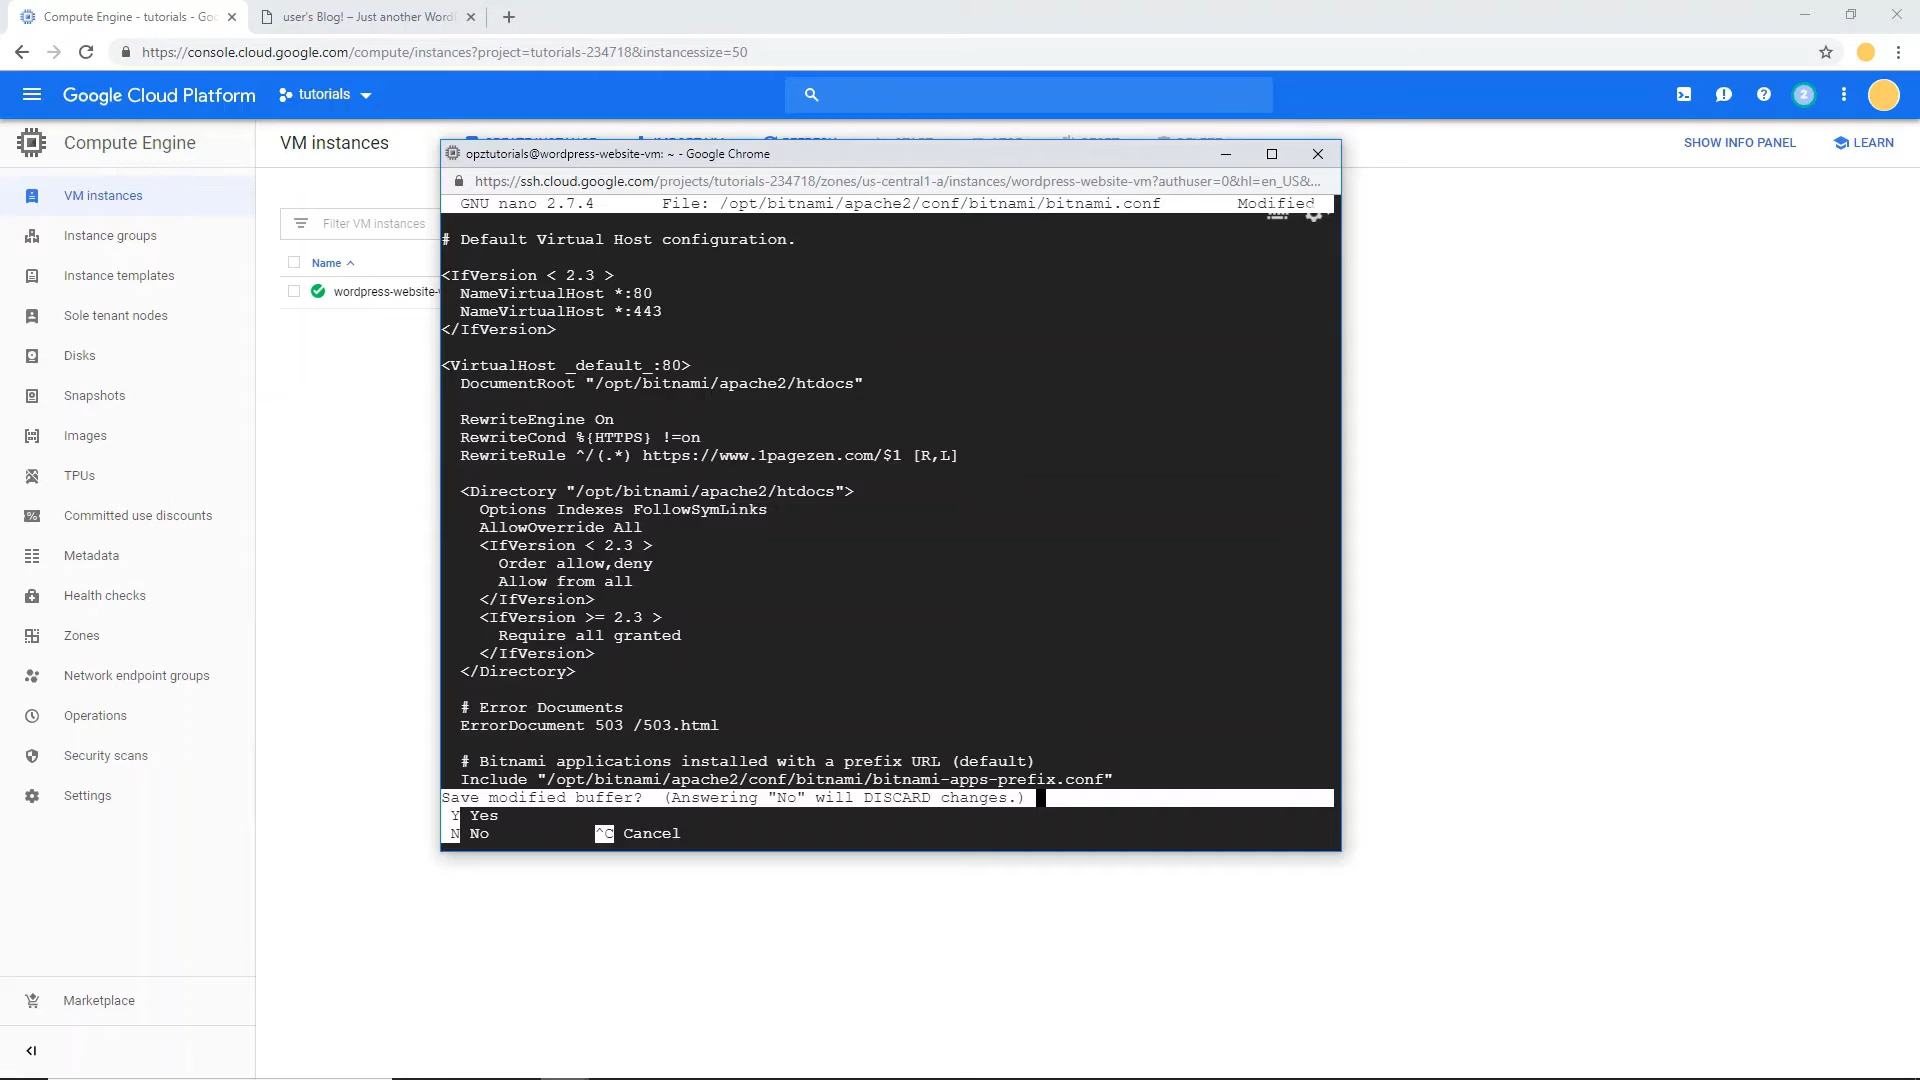 Compute Engine - tutorials - Goo
user's Blog! – Just another WordP
https://console.cloud.google.com/compute/instances?project=tutorials-234718&instancessize=50
Google Cloud Platform
tutorials
2
Compute Engine
VM instances
SHOW INFO PANEL
LEARN
VM instances
Instance groups
Instance templates
Sole tenant nodes
Disks
Snapshots
Images
TPUs
Committed use discounts
Metadata
Health checks
Zones
Network endpoint groups
Operations
Security scans
Settings
Marketplace
Filter VM instances
Name
wordpress-website-v
opztutorials@wordpress-website-vm: ~ - Google Chrome
https://ssh.cloud.google.com/projects/tutorials-234718/zones/us-central1-a/instances/wordpress-website-vm?authuser=0&hl=en_US&...
GNU nano 2.7.4 File: /opt/bitnami/apache2/conf/bitnami/bitnami.conf Modified
# Default Virtual Host configuration.
<IfVersion < 2.3 >
NameVirtualHost *:80
NameVirtualHost *:443
</IfVersion>
<VirtualHost _default_:80>
DocumentRoot "/opt/bitnami/apache2/htdocs"
RewriteEngine On
RewriteCond %{HTTPS} !=on
RewriteRule ^/(.*) https://www.1pagezen.com/$1 [R,L]
<Directory "/opt/bitnami/apache2/htdocs">
Options Indexes FollowSymLinks
AllowOverride All
<IfVersion < 2.3 >
Order allow,deny
Allow from all
</IfVersion>
<IfVersion >= 2.3 >
Require all granted
</IfVersion>
</Directory>
# Error Documents
ErrorDocument 503 /503.html
# Bitnami applications installed with a prefix URL (default)
Include "/opt/bitnami/apache2/conf/bitnami/bitnami-apps-prefix.conf"
Save modified buffer? (Answering "No" will DISCARD changes.)
Y Yes
N No ^C Cancel